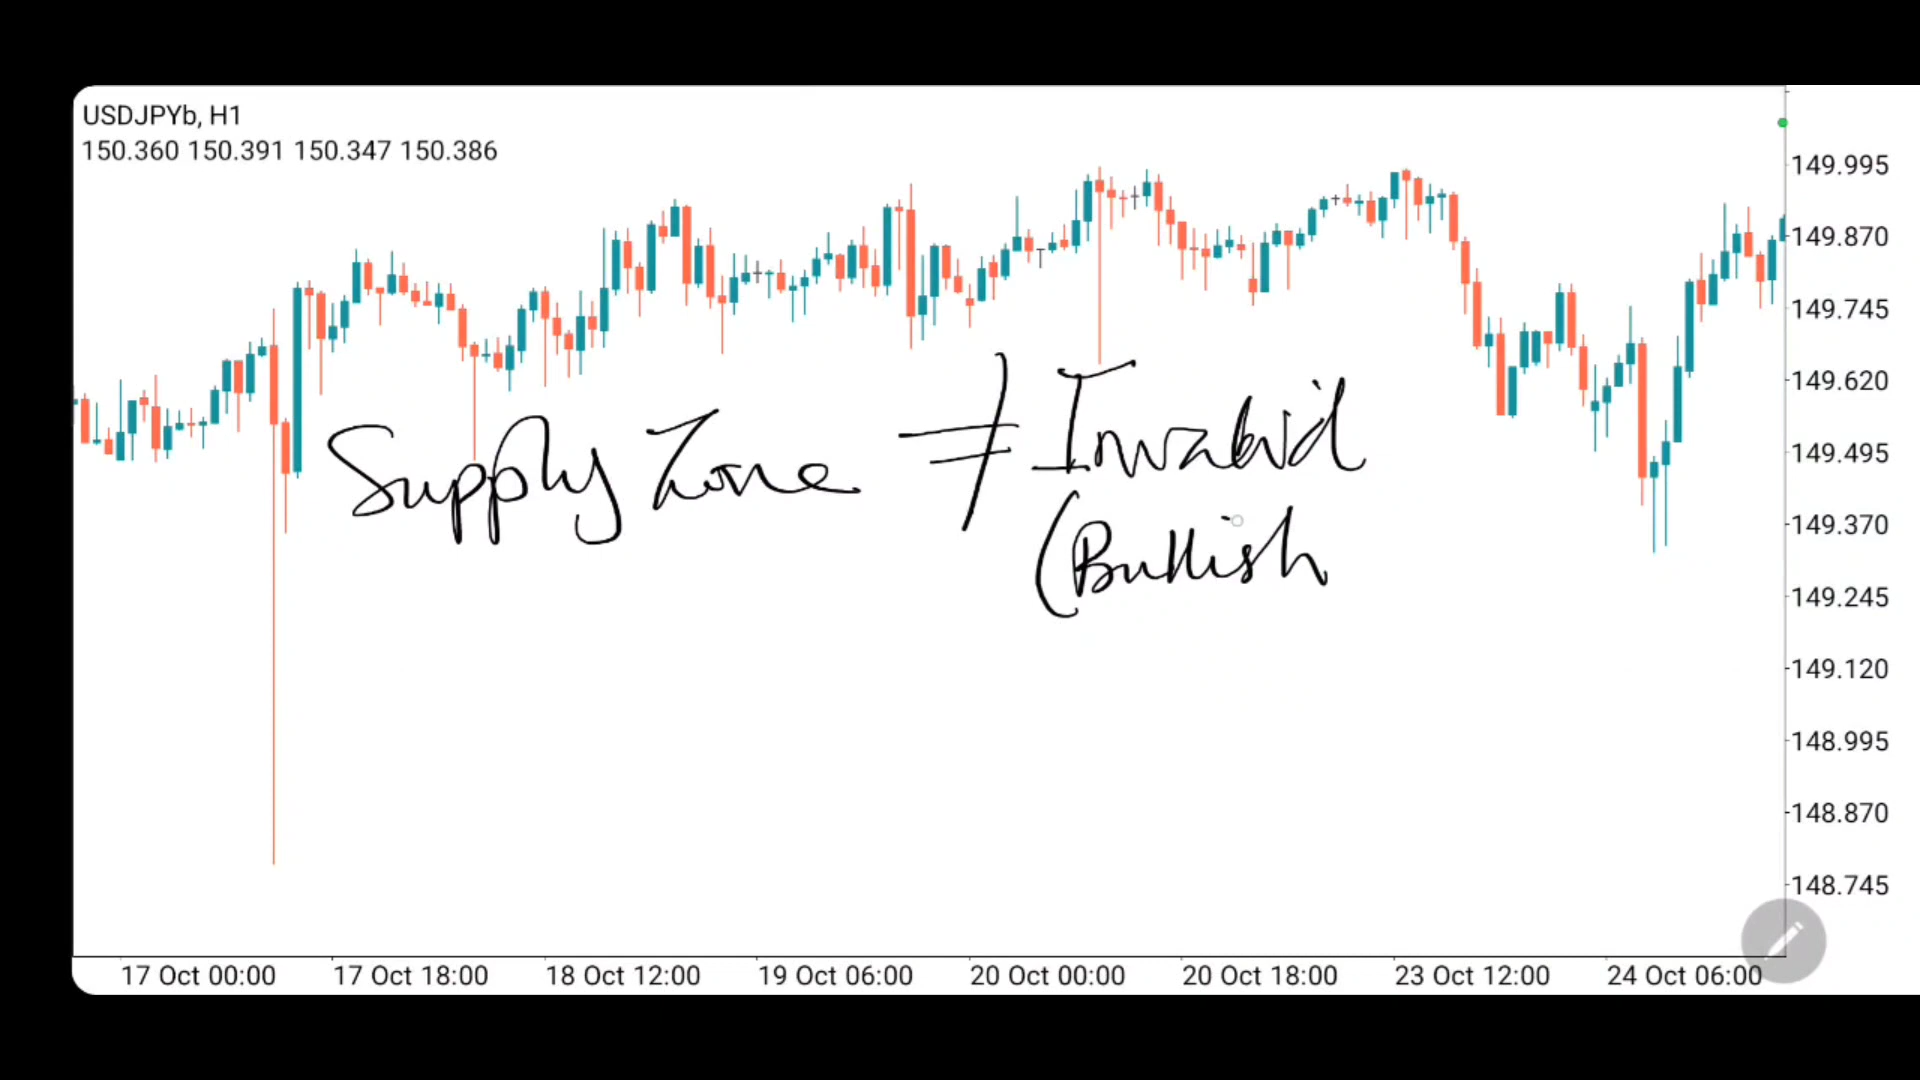 USDJPYb, H1
150.360 150.391 150.347 150.386
149.995
149.870
149.745
149.620
149.495
149.370
149.245
149.120
148.995
148.870
148.745
Supply Zone ≠ Invalid
(Bullish
17 Oct 00:00 17 Oct 18:00 18 Oct 12:00 19 Oct 06:00 20 Oct 00:00 20 Oct 18:00 23 Oct 12:00 24 Oct 06:00